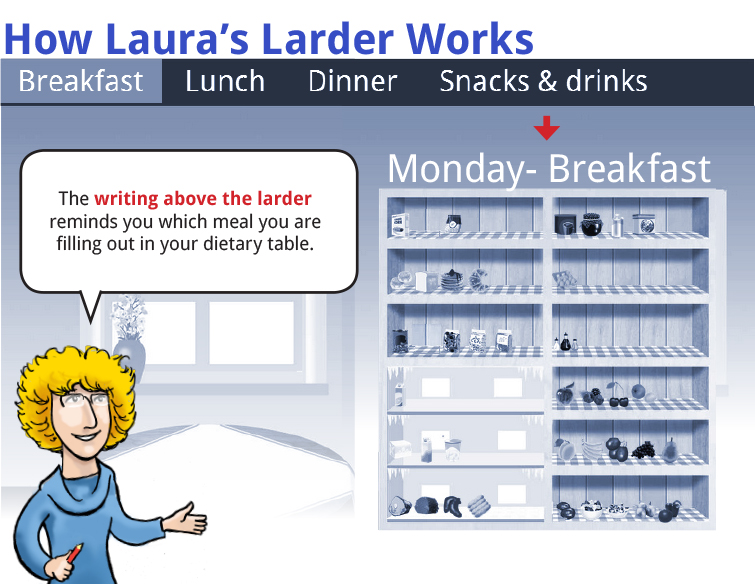 How Laura's Larder Works
Breakfast Lunch Dinner Snacks & drinks
Monday- Breakfast
The writing above the larder
reminds you which meal you are
filling out in your dietary table.